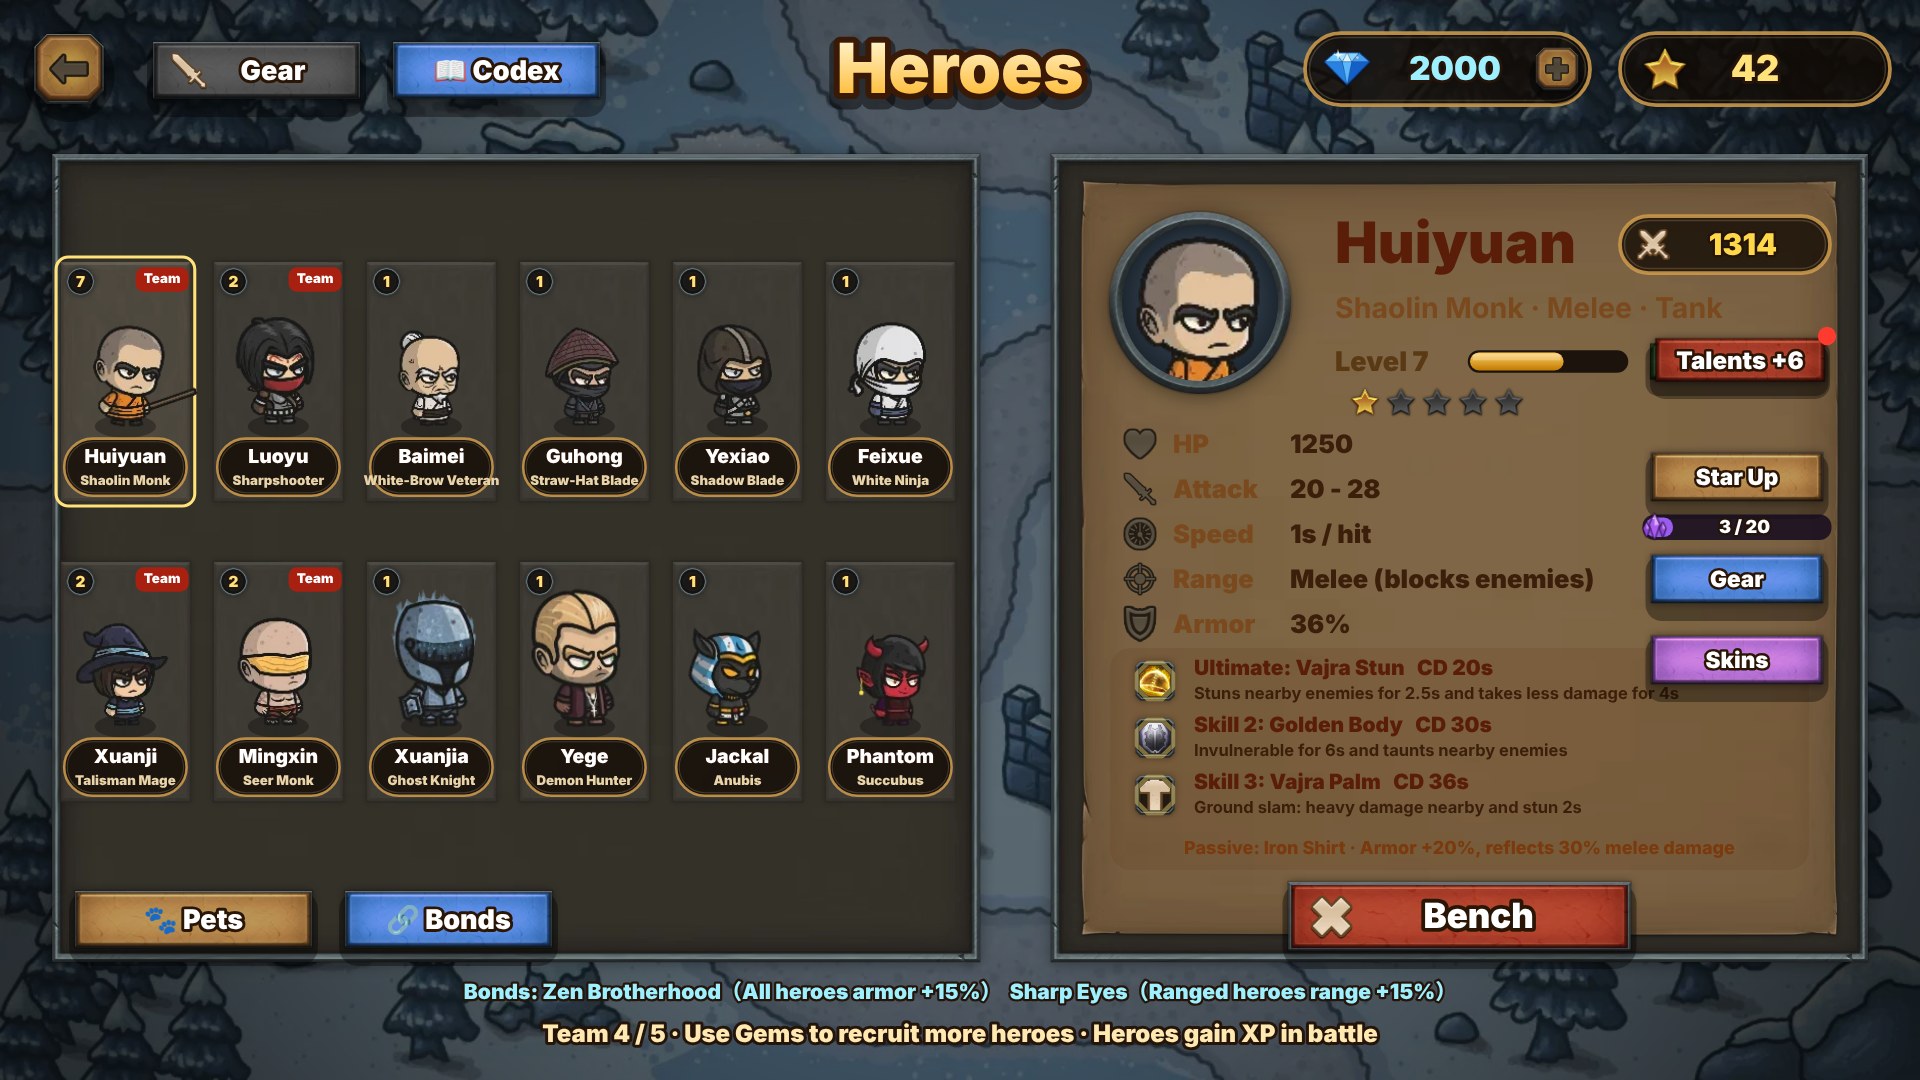 Gear
📖 Codex
Heroes
2000
42
7
Team
Huiyuan
Shaolin Monk
2
Team
Luoyu
Sharpshooter
1
Baimei
White-Brow Veteran
1
Guhong
Straw-Hat Blade
1
Yexiao
Shadow Blade
1
Feixue
White Ninja
2
Team
Xuanji
Talisman Mage
2
Team
Mingxin
Seer Monk
1
Xuanjia
Ghost Knight
1
Yege
Demon Hunter
1
Jackal
Anubis
1
Phantom
Succubus
🐾 Pets
🔗 Bonds
Huiyuan
1314
Shaolin Monk · Melee · Tank
Level 7
Talents +6
HP 1250
Attack 20 - 28
Speed 1s / hit
Range Melee (blocks enemies)
Armor 36%
Star Up
3 / 20
Gear
Skins
Ultimate: Vajra Stun CD 20s
Stuns nearby enemies for 2.5s and takes less damage for 4s
Skill 2: Golden Body CD 30s
Invulnerable for 6s and taunts nearby enemies
Skill 3: Vajra Palm CD 36s
Ground slam: heavy damage nearby and stun 2s
Passive: Iron Shirt · Armor +20%, reflects 30% melee damage
Bench
Bonds: Zen Brotherhood（All heroes armor +15%） Sharp Eyes（Ranged heroes range +15%）
Team 4 / 5 · Use Gems to recruit more heroes · Heroes gain XP in battle